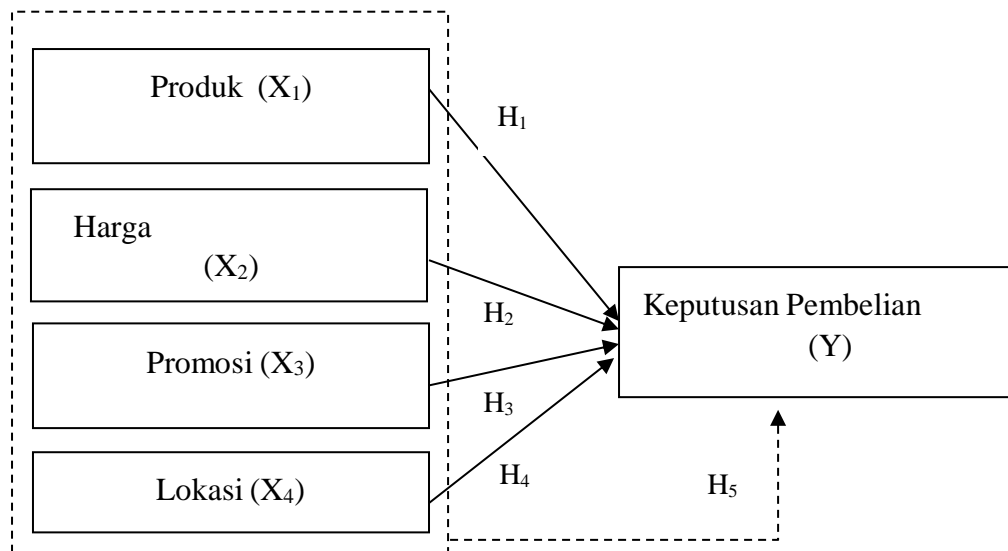 Produk (X₁)
H₁
Harga
(X₂)
H₂
Keputusan Pembelian
(Y)
Promosi (X₃)
H₃
Lokasi (X₄)
H₄
H₅